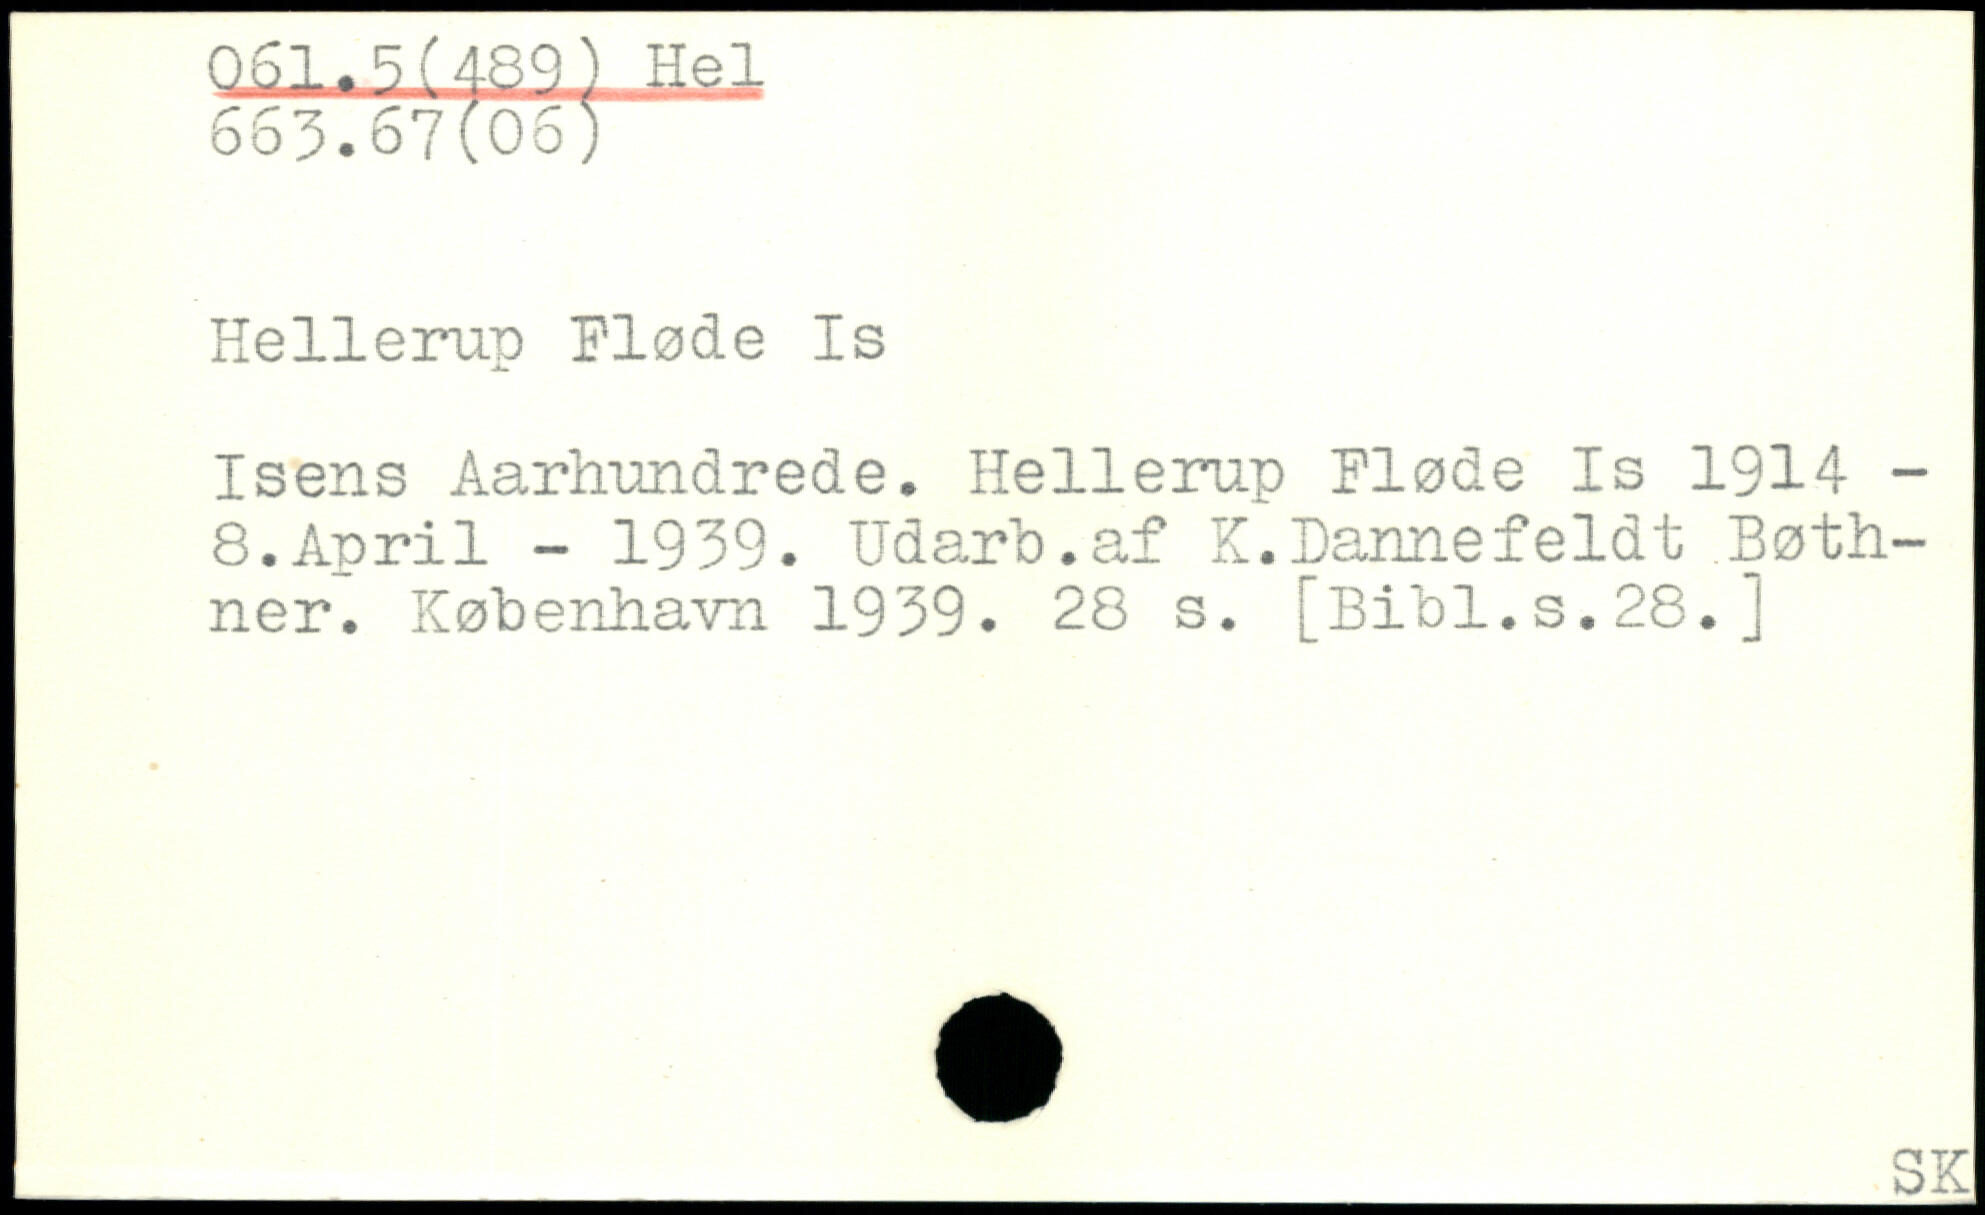 061.5(489) Hel
663.67(06)
Hellerup Fløde Is
Isens Aarhundrede. Hellerup Fløde Is 1914 -
8.April - 1939. Udarb.af K.Dannefeldt Bøth-
ner. København 1939. 28 s. [Bibl.s.28.]
SK